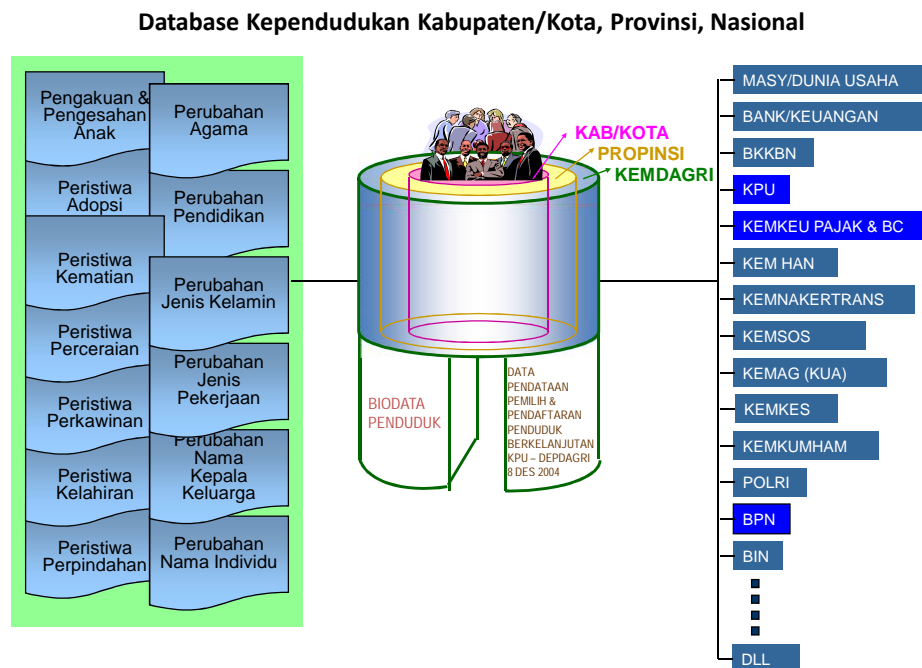 Database Kependudukan Kabupaten/Kota, Provinsi, Nasional
Pengakuan &
Pengesahan
Anak
Peristiwa
Adopsi
Peristiwa
Kematian
Peristiwa
Perceraian
Peristiwa
Perkawinan
Peristiwa
Kelahiran
Peristiwa
Perpindahan
Perubahan
Agama
Perubahan
Pendidikan
Perubahan
Jenis Kelamin
Perubahan
Jenis
Pekerjaan
Perubahan
Nama
Kepala
Keluarga
Perubahan
Nama Individu
KAB/KOTA
PROPINSI
KEMDAGRI
BIODATA
PENDUDUK
DATA
PENDATAAN
PEMILIH &
PENDAFTARAN
PENDUDUK
BERKELANJUTAN
KPU – DEPDAGRI
8 DES 2004
MASY/DUNIA USAHA
BANK/KEUANGAN
BKKBN
KPU
KEMKEU PAJAK & BC
KEM HAN
KEMNAKERTRANS
KEMSOS
KEMAG (KUA)
KEMKES
KEMKUMHAM
POLRI
BPN
BIN
DLL